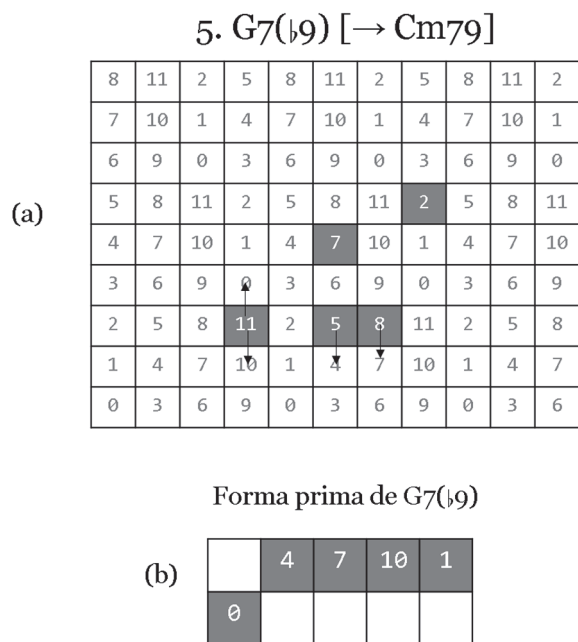 5. G7(♭9) [→ Cm79]
8 11 2 5 8 11 2 5 8 11 2
7 10 1 4 7 10 1 4 7 10 1
6 9 0 3 6 9 0 3 6 9 0
(a) 5 8 11 2 5 8 11 2 5 8 11
4 7 10 1 4 7 10 1 4 7 10
3 6 9 0 3 6 9 0 3 6 9
2 5 8 11 2 5 8 11 2 5 8
1 4 7 10 1 4 7 10 1 4 7
0 3 6 9 0 3 6 9 0 3 6
Forma prima de G7(♭9)
(b) 4 7 10 1
0